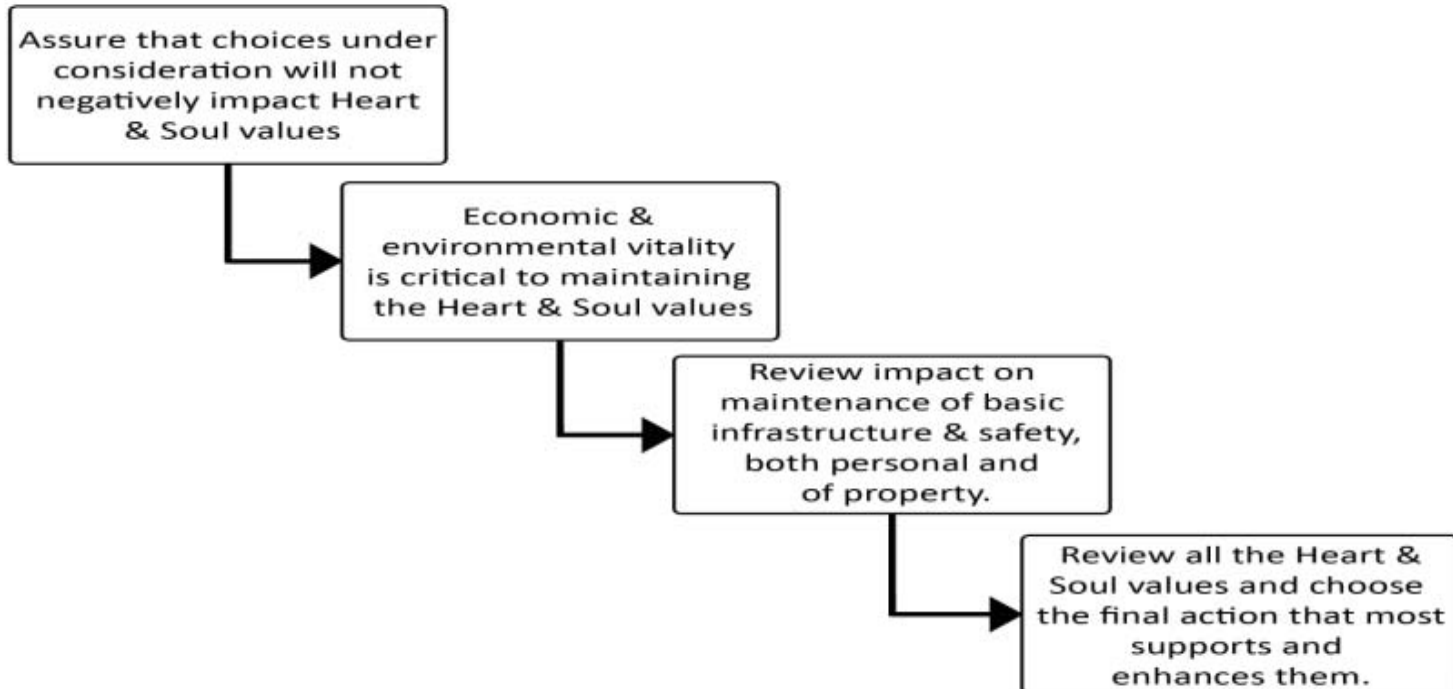 Assure that choices under
consideration will not
negatively impact Heart
& Soul values
Economic &
environmental vitality
is critical to maintaining
the Heart & Soul values
Review impact on
maintenance of basic
infrastructure & safety,
both personal and
of property.
Review all the Heart &
Soul values and choose
the final action that most
supports and
enhances them.